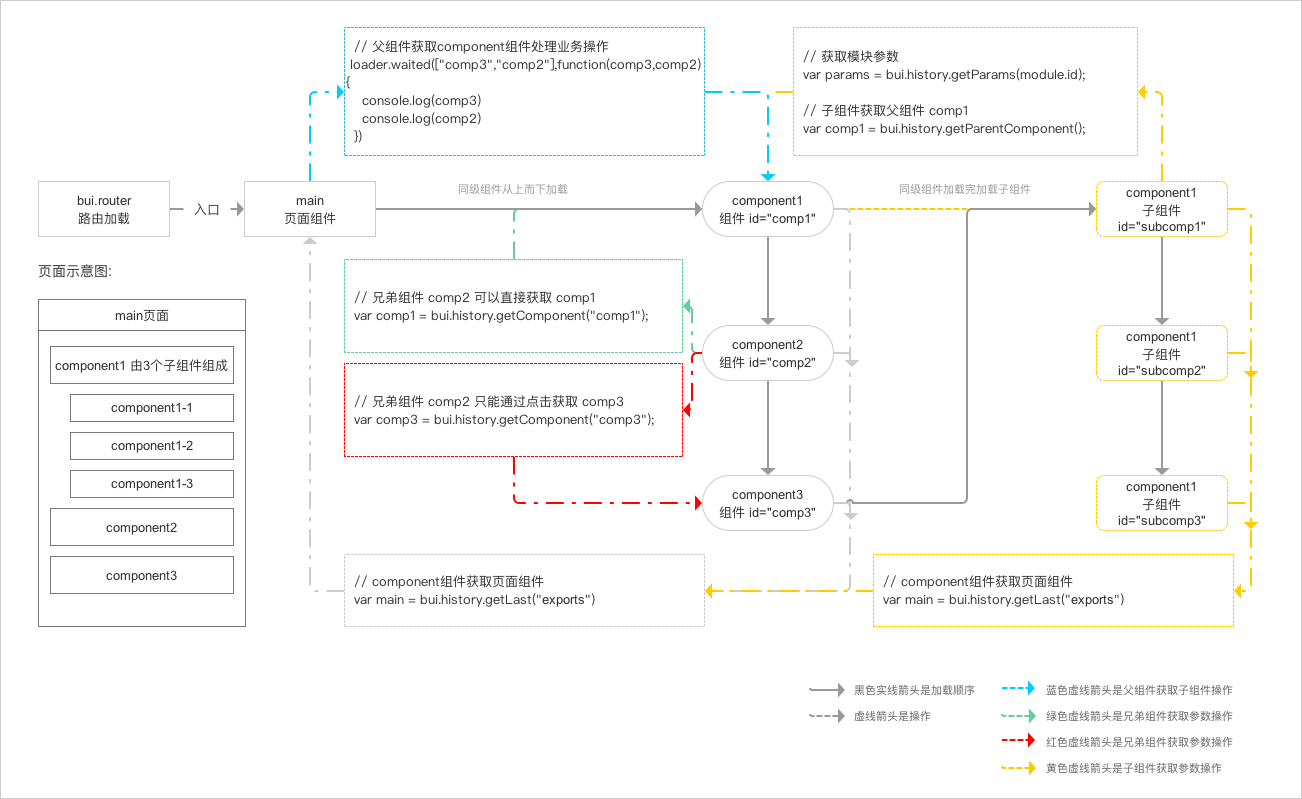 // 父组件获取component组件处理业务操作
loader.waited(["comp3","comp2"],function(comp3,comp2)
{
console.log(comp3)
console.log(comp2)
})
// 获取模块参数
var params = bui.history.getParams(module.id);
// 子组件获取父组件 comp1
var comp1 = bui.history.getParentComponent();
bui.router
路由加载
入口
main
页面组件
同级组件从上而下加载
component1
组件 id="comp1"
同级组件加载完加载子组件
component1
子组件
id="subcomp1"
页面示意图:
main页面
component1 由3个子组件组成
component1-1
component1-2
component1-3
component2
component3
// 兄弟组件 comp2 可以直接获取 comp1
var comp1 = bui.history.getComponent("comp1");
component2
组件 id="comp2"
component1
子组件
id="subcomp2"
// 兄弟组件 comp2 只能通过点击获取 comp3
var comp3 = bui.history.getComponent("comp3");
component3
组件 id="comp3"
component1
子组件
id="subcomp3"
// component组件获取页面组件
var main = bui.history.getLast("exports")
// component组件获取页面组件
var main = bui.history.getLast("exports")
黑色实线箭头是加载顺序
虚线箭头是操作
蓝色虚线箭头是父组件获取子组件操作
绿色虚线箭头是兄弟组件获取参数操作
红色虚线箭头是兄弟组件获取参数操作
黄色虚线箭头是子组件获取参数操作